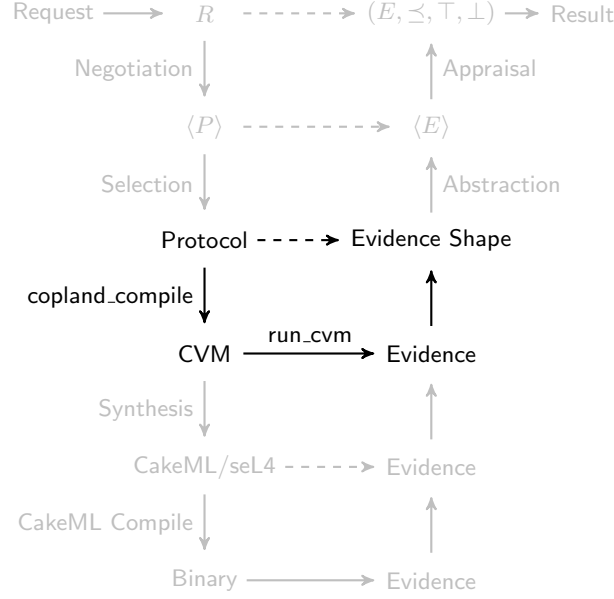 Request R (E, ⪯, ⊤, ⊥) Result
Negotiation Appraisal
⟨P⟩ ⟨E⟩
Selection Abstraction
Protocol Evidence Shape
copland_compile
run_cvm
CVM Evidence
Synthesis
CakeML/seL4 Evidence
CakeML Compile
Binary Evidence